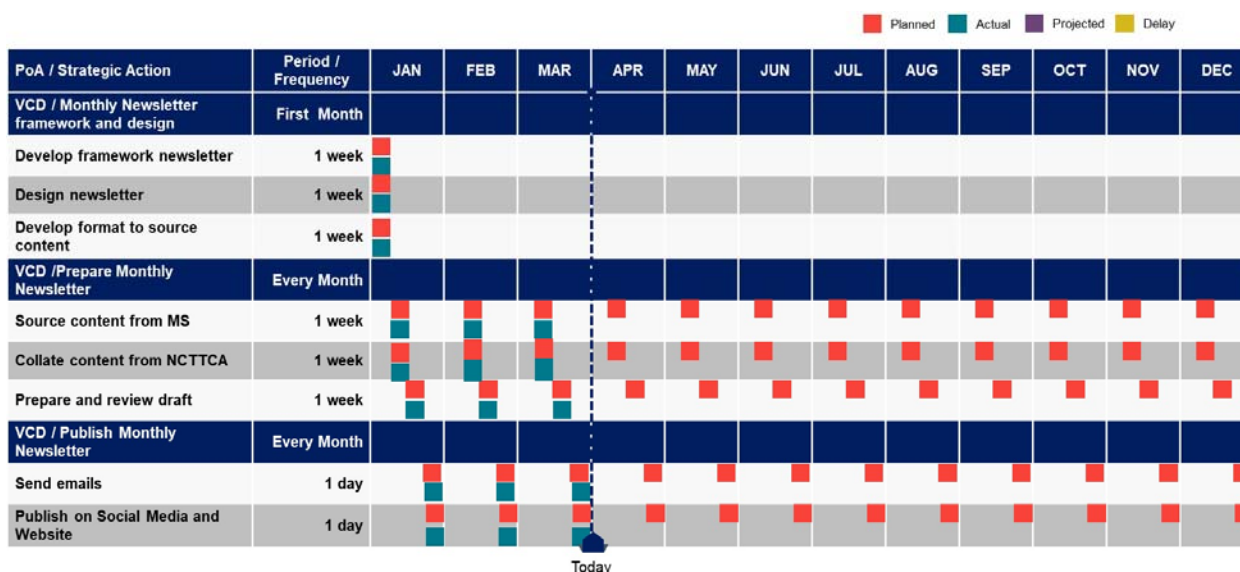 Planned Actual Projected Delay
PoA / Strategic Action Period / Frequency JAN FEB MAR APR MAY JUN JUL AUG SEP OCT NOV DEC
VCD / Monthly Newsletter framework and design First Month
Develop framework newsletter 1 week
Design newsletter 1 week
Develop format to source content 1 week
VCD /Prepare Monthly Newsletter Every Month
Source content from MS 1 week
Collate content from NCTTCA 1 week
Prepare and review draft 1 week
VCD / Publish Monthly Newsletter Every Month
Send emails 1 day
Publish on Social Media and Website 1 day
Today